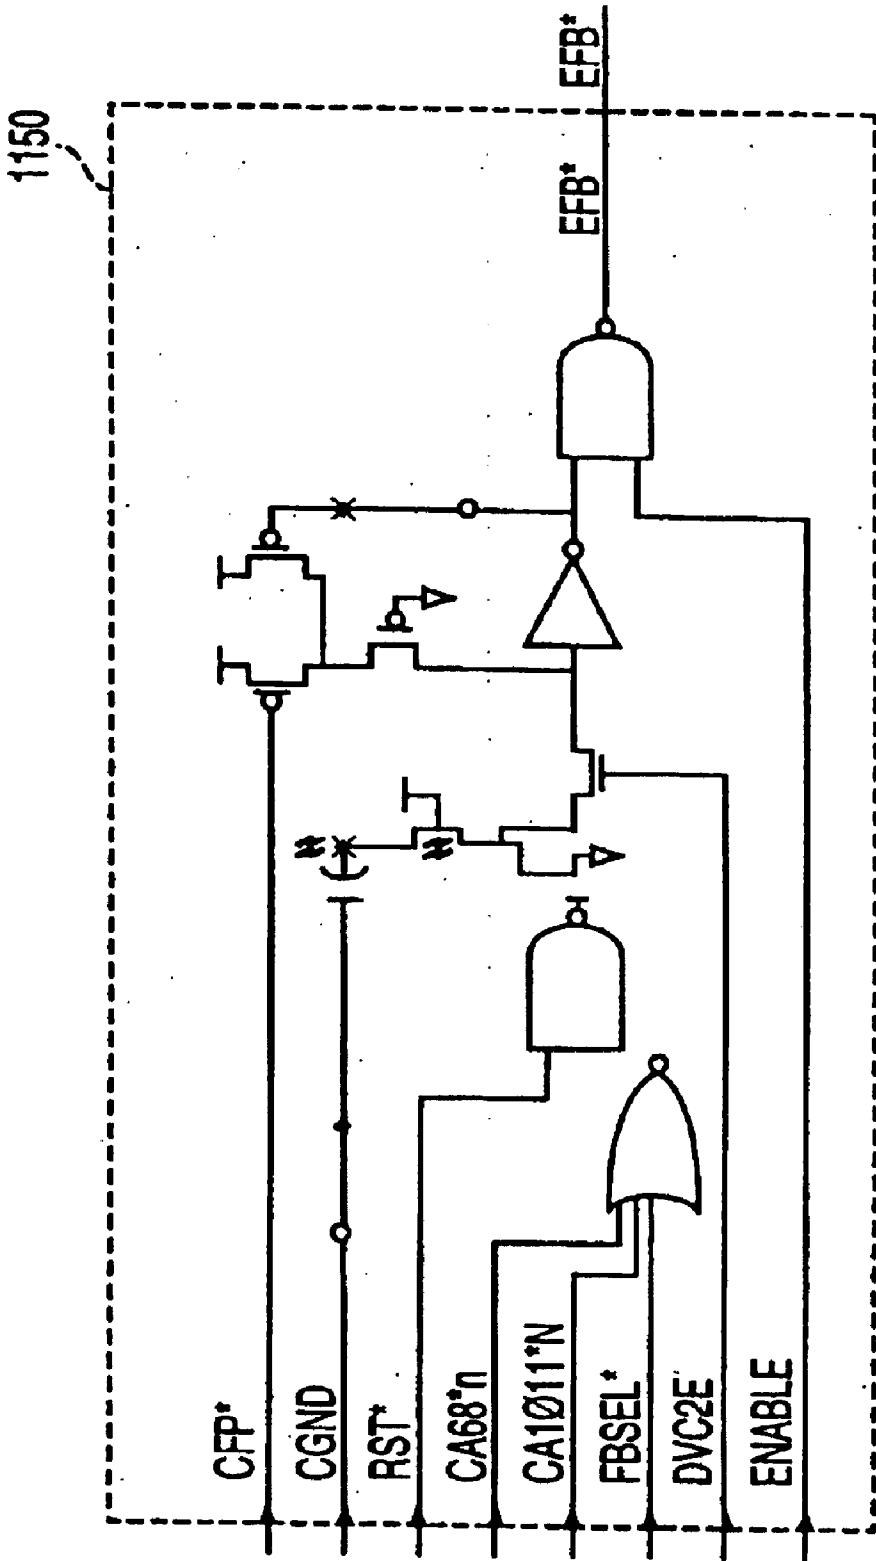 1150
CFP*
CGND
RST*
CA68*n
CA1Ø11*N
FBSEL*
DVC2E
ENABLE
EFB*
EFB*